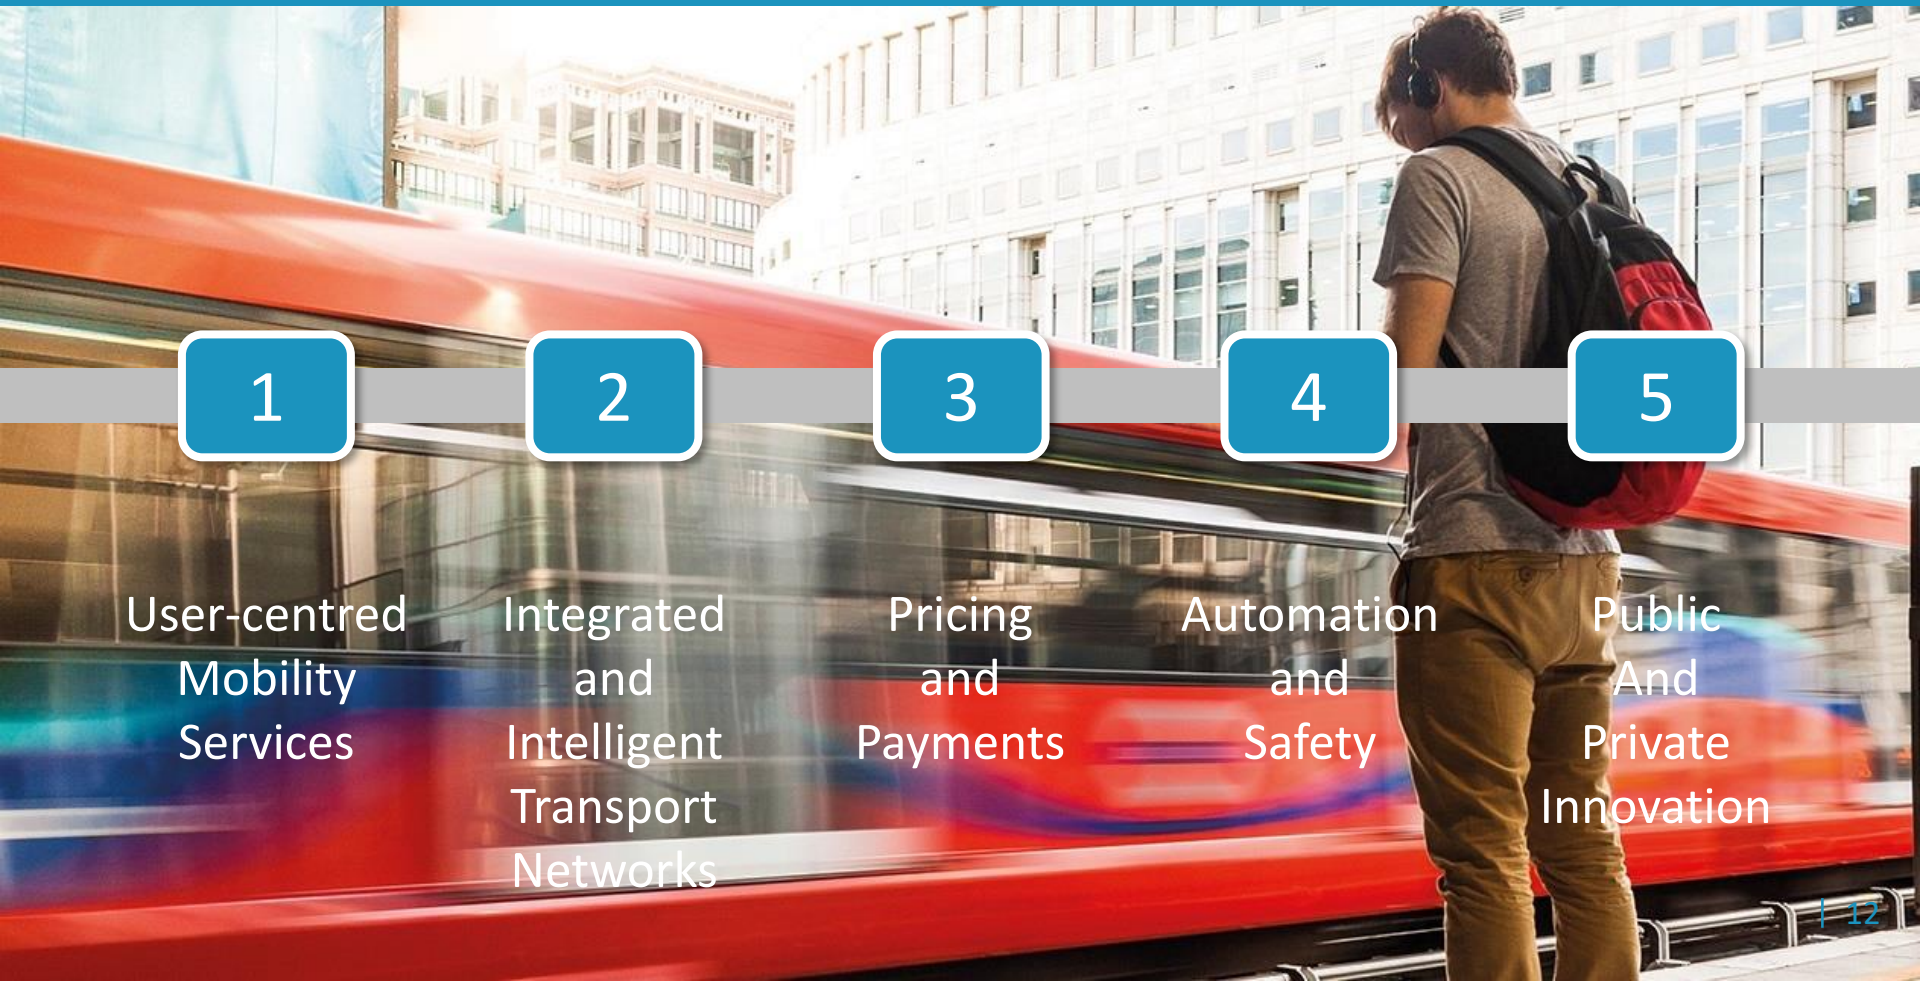 1
2
3
4
5
User-centred
Mobility
Services
Integrated
and
Intelligent
Transport
Networks
Pricing
and
Payments
Automation
and
Safety
Public
And
Private
Innovation
| 12